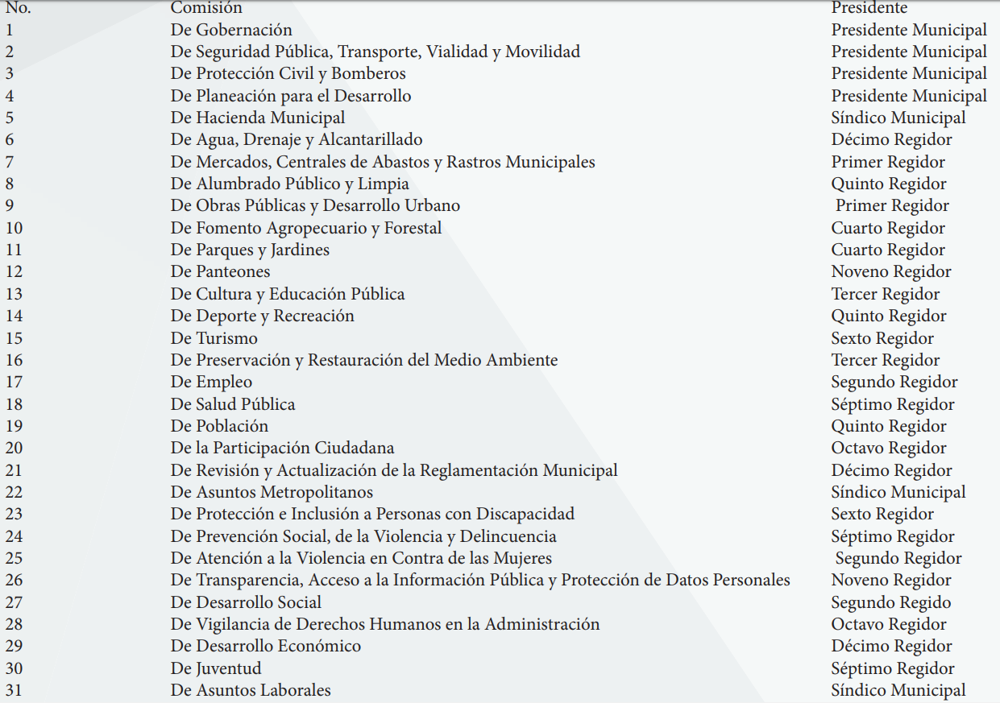 No. Comisión Presidente
1 De Gobernación Presidente Municipal
2 De Seguridad Pública, Transporte, Vialidad y Movilidad Presidente Municipal
3 De Protección Civil y Bomberos Presidente Municipal
4 De Planeación para el Desarrollo Presidente Municipal
5 De Hacienda Municipal Síndico Municipal
6 De Agua, Drenaje y Alcantarillado Décimo Regidor
7 De Mercados, Centrales de Abastos y Rastros Municipales Primer Regidor
8 De Alumbrado Público y Limpia Quinto Regidor
9 De Obras Públicas y Desarrollo Urbano Primer Regidor
10 De Fomento Agropecuario y Forestal Cuarto Regidor
11 De Parques y Jardines Cuarto Regidor
12 De Panteones Noveno Regidor
13 De Cultura y Educación Pública Tercer Regidor
14 De Deporte y Recreación Quinto Regidor
15 De Turismo Sexto Regidor
16 De Preservación y Restauración del Medio Ambiente Tercer Regidor
17 De Empleo Segundo Regidor
18 De Salud Pública Séptimo Regidor
19 De Población Quinto Regidor
20 De la Participación Ciudadana Octavo Regidor
21 De Revisión y Actualización de la Reglamentación Municipal Décimo Regidor
22 De Asuntos Metropolitanos Síndico Municipal
23 De Protección e Inclusión a Personas con Discapacidad Sexto Regidor
24 De Prevención Social, de la Violencia y Delincuencia Séptimo Regidor
25 De Atención a la Violencia en Contra de las Mujeres Segundo Regidor
26 De Transparencia, Acceso a la Información Pública y Protección de Datos Personales Noveno Regidor
27 De Desarrollo Social Segundo Regido
28 De Vigilancia de Derechos Humanos en la Administración Octavo Regidor
29 De Desarrollo Económico Décimo Regidor
30 De Juventud Séptimo Regidor
31 De Asuntos Laborales Síndico Municipal